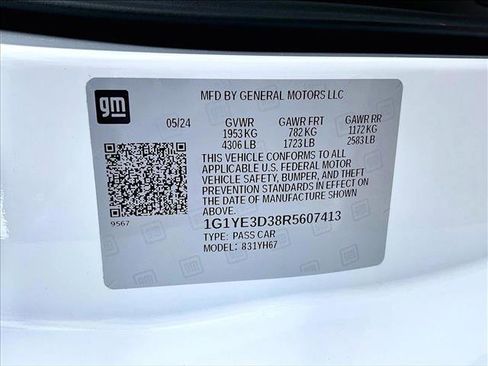 gm
MFD BY GENERAL MOTORS LLC
05/24 GVWR GAWR FRT GAWR RR
1953 KG 782 KG 1172 KG
4306 LB 1723 LB 2583 LB
THIS VEHICLE CONFORMS TO ALL
APPLICABLE U.S. FEDERAL MOTOR
VEHICLE SAFETY, BUMPER, AND THEFT
PREVENTION STANDARDS IN EFFECT
ON THE DATE OF MANUFACTURE SHOWN
ABOVE.
9567
1G1YE3D38R5607413
TYPE: PASS CAR
MODEL: 831YH67